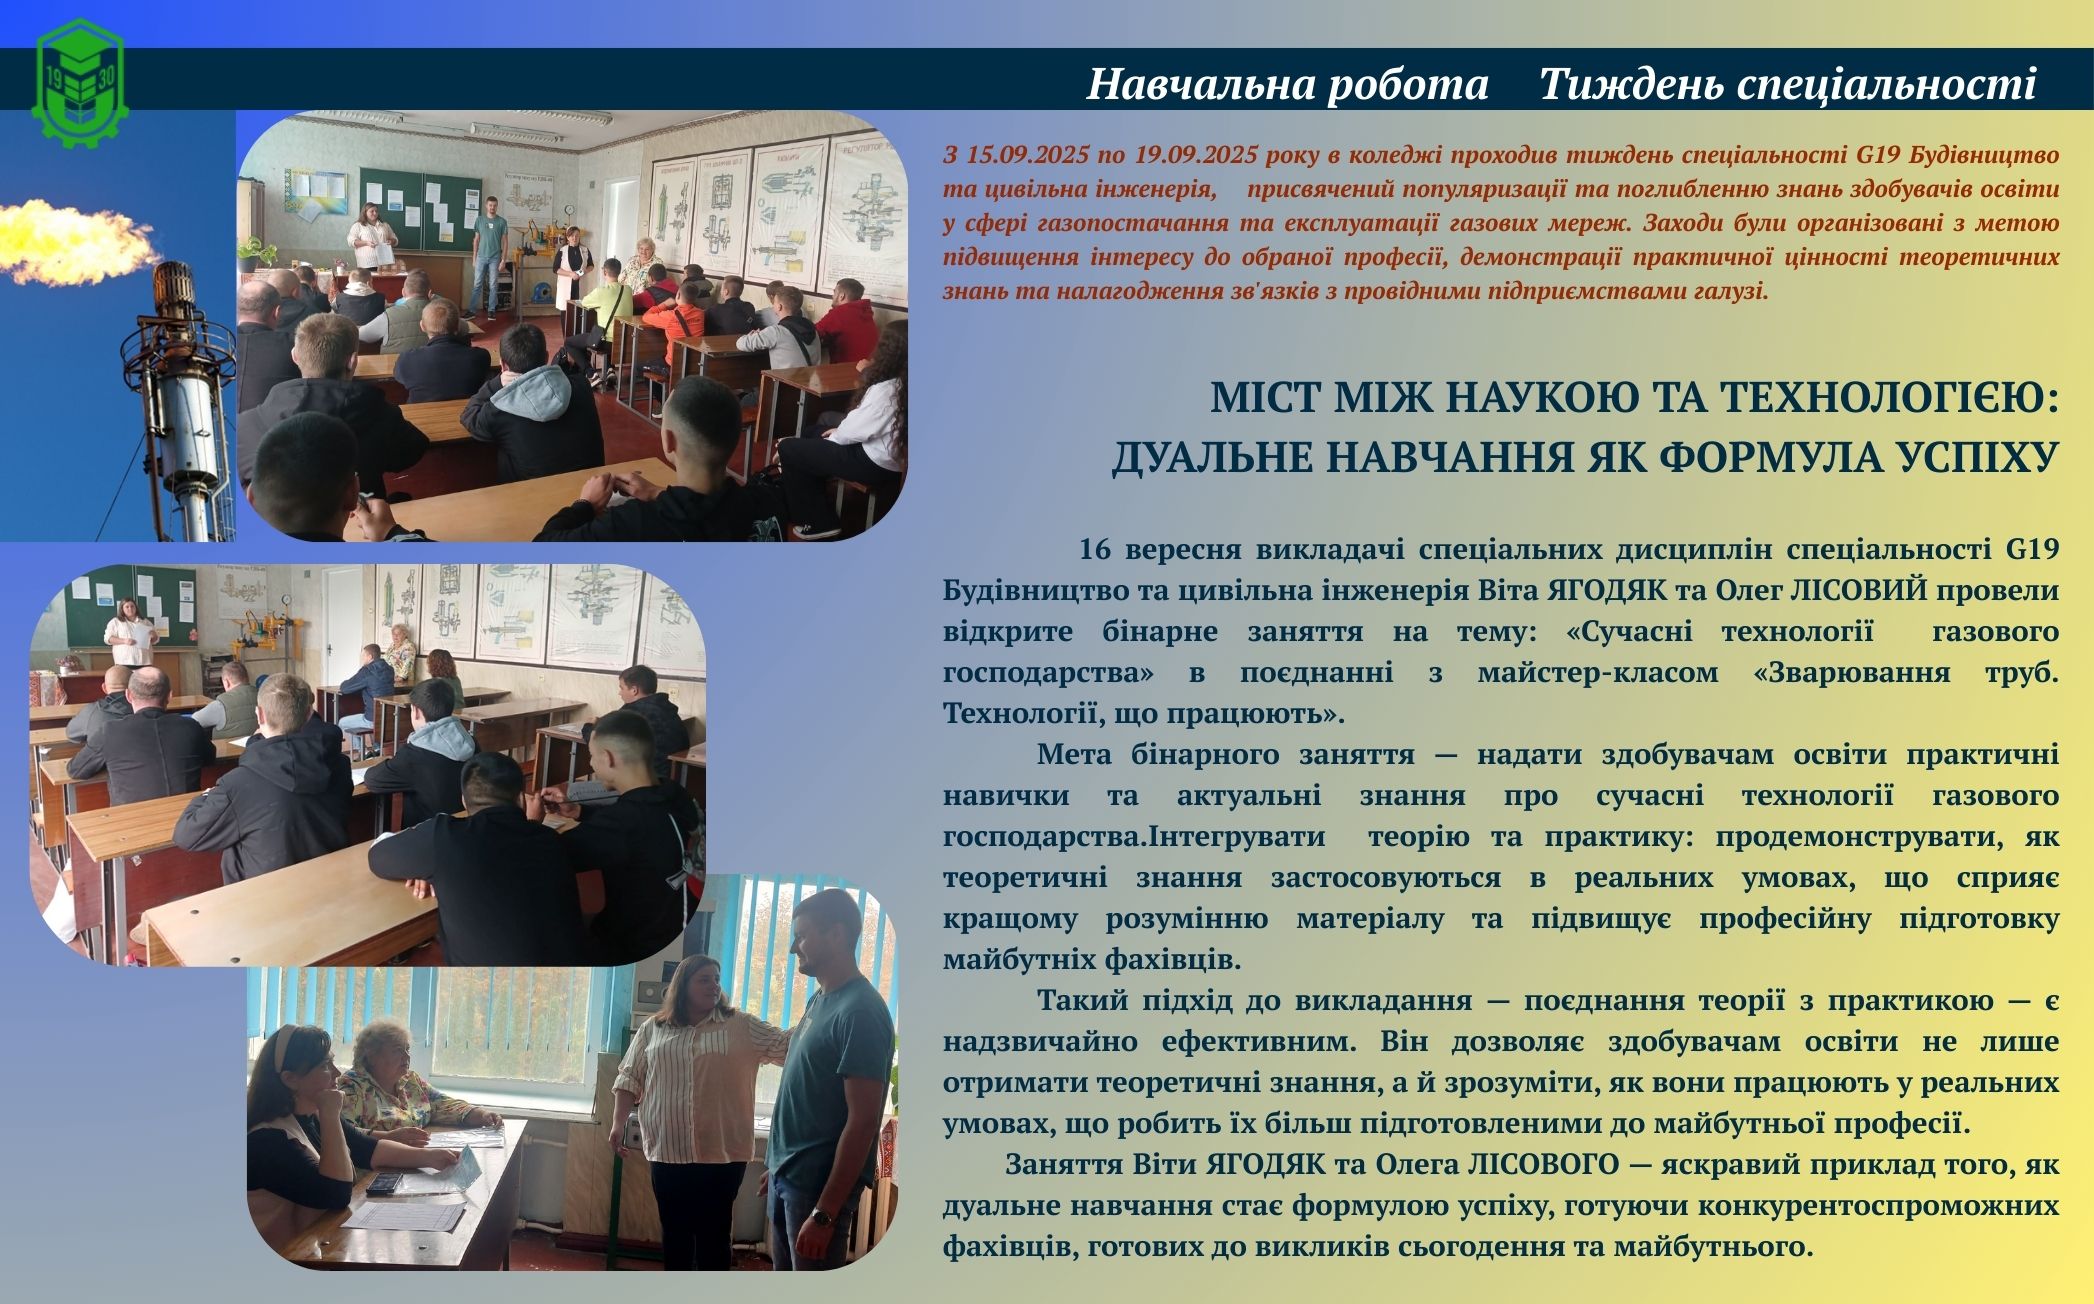 19 30
Навчальна робота Тиждень спеціальності
З 15.09.2025 по 19.09.2025 року в коледжі проходив тиждень спеціальності G19 Будівництво
та цивільна інженерія, присвячений популяризації та поглибленню знань здобувачів освіти
у сфері газопостачання та експлуатації газових мереж. Заходи були організовані з метою
підвищення інтересу до обраної професії, демонстрації практичної цінності теоретичних
знань та налагодження зв'язків з провідними підприємствами галузі.
МІСТ МІЖ НАУКОЮ ТА ТЕХНОЛОГІЄЮ:
ДУАЛЬНЕ НАВЧАННЯ ЯК ФОРМУЛА УСПІХУ
16 вересня викладачі спеціальних дисциплін спеціальності G19
Будівництво та цивільна інженерія Віта ЯГОДЯК та Олег ЛІСОВИЙ провели
відкрите бінарне заняття на тему: «Сучасні технології газового
господарства» в поєднанні з майстер-класом «Зварювання труб.
Технології, що працюють».
Мета бінарного заняття — надати здобувачам освіти практичні
навички та актуальні знання про сучасні технології газового
господарства.Інтегрувати теорію та практику: продемонструвати, як
теоретичні знання застосовуються в реальних умовах, що сприяє
кращому розумінню матеріалу та підвищує професійну підготовку
майбутніх фахівців.
Такий підхід до викладання — поєднання теорії з практикою — є
надзвичайно ефективним. Він дозволяє здобувачам освіти не лише
отримати теоретичні знання, а й зрозуміти, як вони працюють у реальних
умовах, що робить їх більш підготовленими до майбутньої професії.
Заняття Віти ЯГОДЯК та Олега ЛІСОВОГО — яскравий приклад того, як
дуальне навчання стає формулою успіху, готуючи конкурентоспроможних
фахівців, готових до викликів сьогодення та майбутнього.